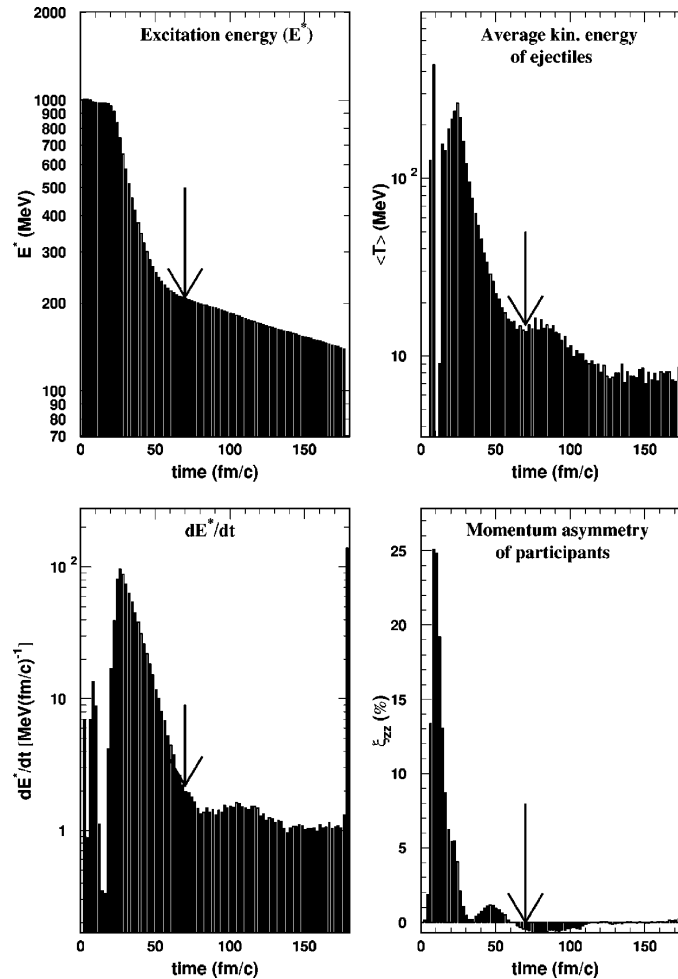 Excitation energy (E*)
2000
1000
900
800
700
600
500
400
300
200
100
90
80
70
E* (MeV)
0
50
100
150
time (fm/c)
Average kin. energy
of ejectiles
10²
10
<T> (MeV)
0
50
100
150
time (fm/c)
dE*/dt
10²
10
1
dE*/dt [MeV(fm/c)⁻¹]
0
50
100
150
time (fm/c)
Momentum asymmetry
of participants
25
20
15
10
5
0
ξzz (%)
0
50
100
150
time (fm/c)